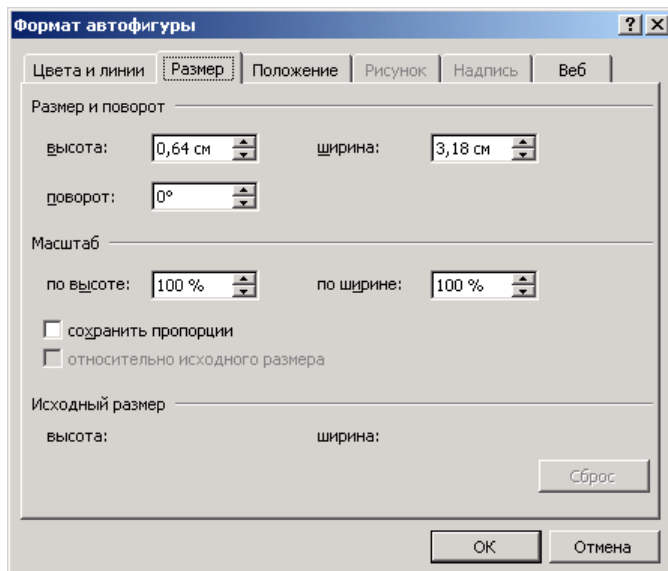 Формат автофигуры
Цвета и линии Размер Положение Рисунок Надпись Веб
Размер и поворот
высота: 0,64 см ширина: 3,18 см
поворот: 0°
Масштаб
по высоте: 100 % по ширине: 100 %
сохранить пропорции
относительно исходного размера
Исходный размер
высота: ширина:
Сброс
ОК Отмена